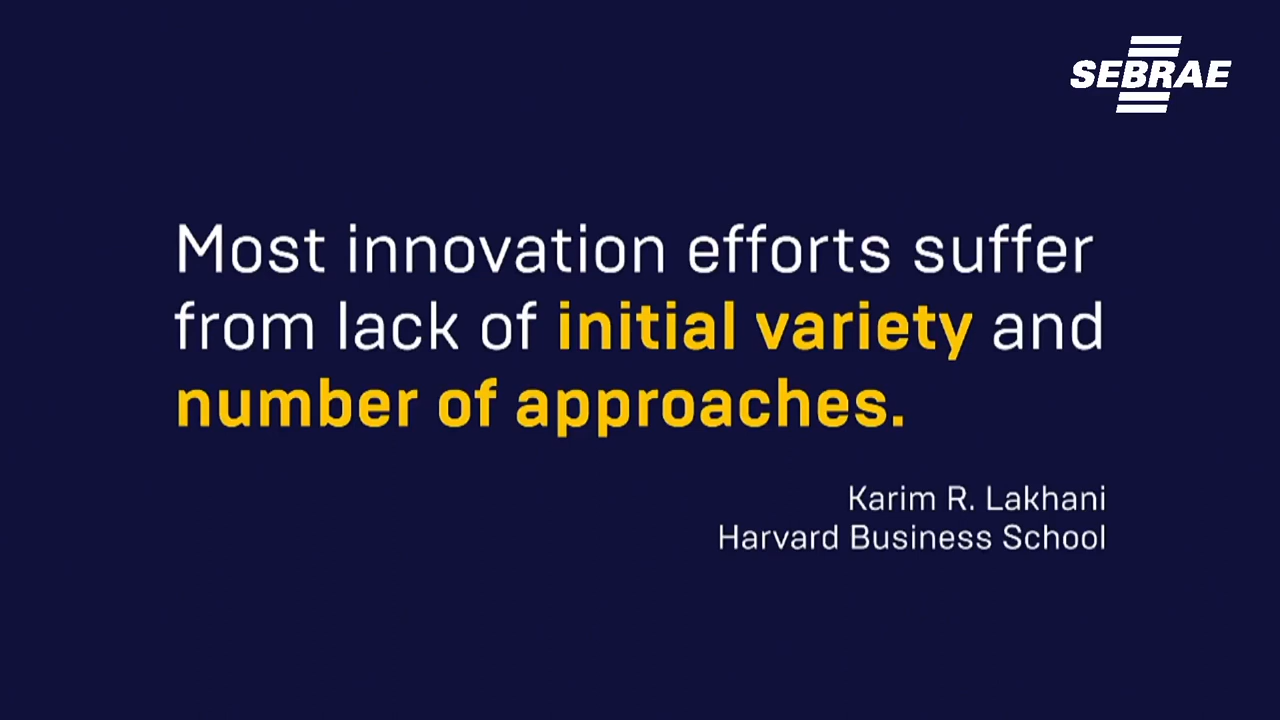 SEBRAE
Most innovation efforts suffer
from lack of initial variety and
number of approaches.
Karim R. Lakhani
Harvard Business School